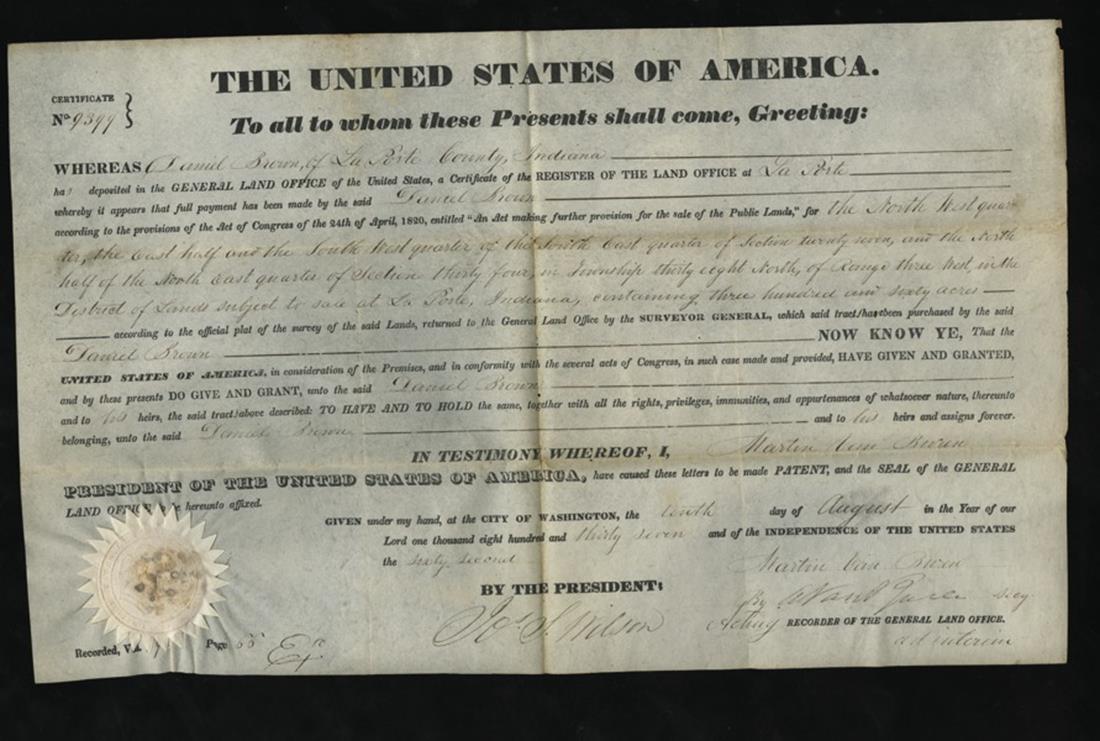 THE UNITED STATES OF AMERICA.
CERTIFICATE
No. 9399
To all to whom these Presents shall come, Greeting:
WHEREAS Daniel Brown, of La Porte County, Indiana
has deposited in the GENERAL LAND OFFICE of the United States, a Certificate of the REGISTER OF THE LAND OFFICE at La Porte
whereby it appears that full payment has been made by the said Daniel Brown
according to the provisions of the Act of Congress of the 24th of April, 1820, entitled "An Act making further provision for the sale of the Public Lands," for the North West quar
ter, the East half and the South West quarter of the South East quarter of Section twenty seven, and the North
half of the North East quarter of Section thirty four, in Township thirty eight North, of Range three West, in the
District of Lands subject to sale at La Porte, Indiana, containing three hundred and sixty acres
according to the official plat of the survey of the said Lands, returned to the General Land Office by the SURVEYOR GENERAL, which said tract has been purchased by the said
Daniel Brown NOW KNOW YE, That the
UNITED STATES OF AMERICA, in consideration of the Premises, and in conformity with the several acts of Congress, in such case made and provided, HAVE GIVEN AND GRANTED,
and by these presents DO GIVE AND GRANT, unto the said Daniel Brown
and to his heirs, the said tract above described: TO HAVE AND TO HOLD the same, together with all the rights, privileges, immunities, and appurtenances of whatsoever nature, thereunto
belonging, unto the said Daniel Brown and to his heirs and assigns forever.
IN TESTIMONY WHEREOF, I, Martin Van Buren
PRESIDENT OF THE UNITED STATES OF AMERICA, have caused these letters to be made PATENT, and the SEAL of the GENERAL
LAND OFFICE to be hereunto affixed.
GIVEN under my hand, at the CITY OF WASHINGTON, the tenth day of August in the Year of our
Lord one thousand eight hundred and thirty seven and of the INDEPENDENCE OF THE UNITED STATES
the sixty second
Martin Van Buren
BY THE PRESIDENT:
By Secy.
Jos. S. Wilson Acting RECORDER OF THE GENERAL LAND OFFICE.
ad interim
Recorded, Vol. Page 55 Ex